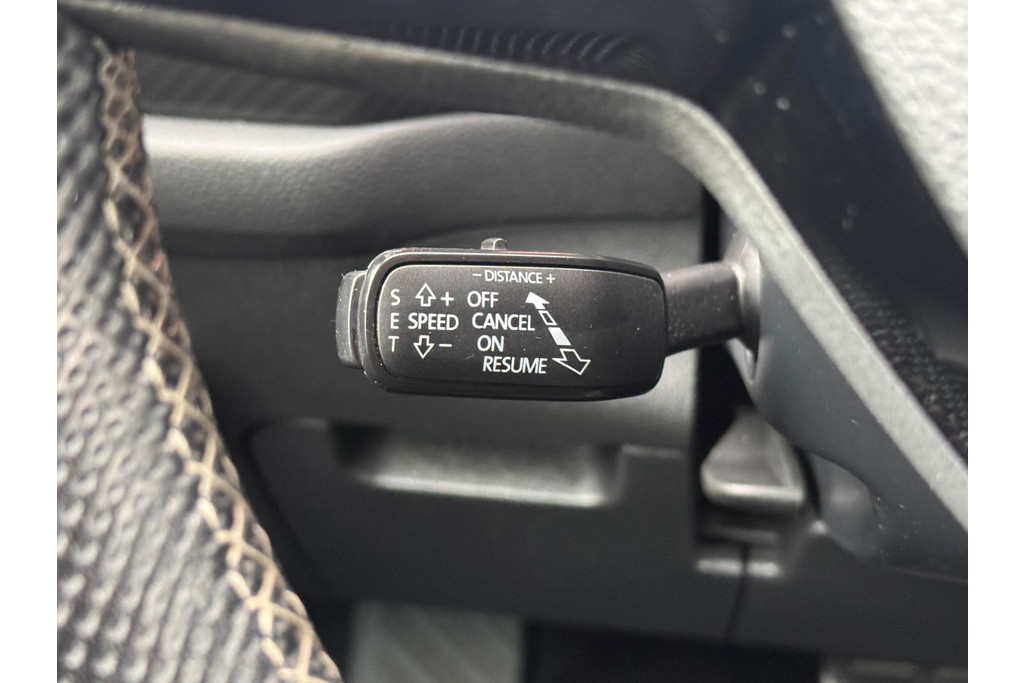 - DISTANCE +
S + OFF
E SPEED CANCEL
T - ON
RESUME